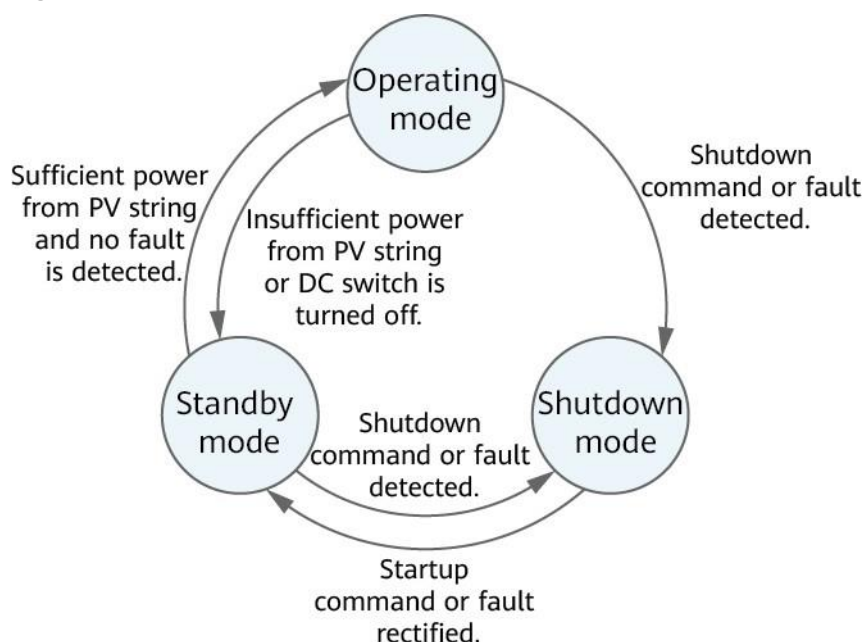 Operating
mode
Shutdown
command or fault
detected.
Sufficient power
from PV string
and no fault
is detected.
Insufficient power
from PV string
or DC switch is
turned off.
Standby
mode
Shutdown
mode
Shutdown
command or fault
detected.
Startup
command or fault
rectified.